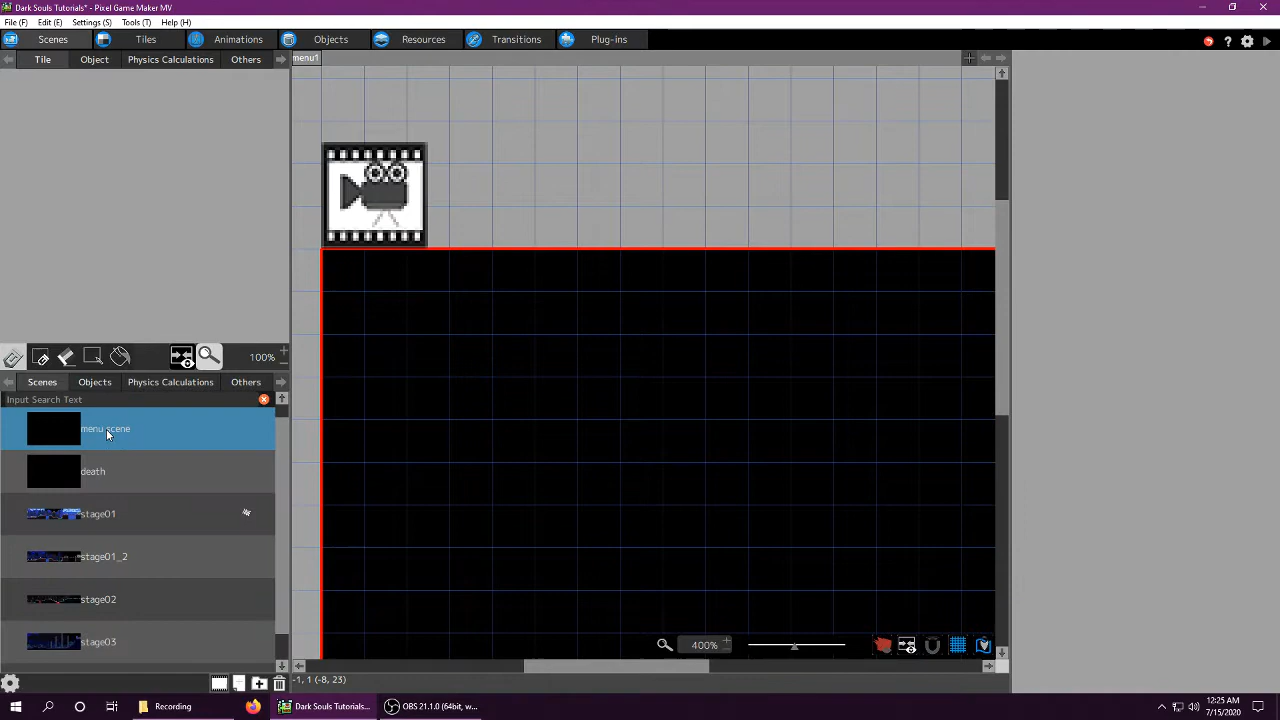 Dark Souls Tutorials* - Pixel Game Maker MV
File (F) Edit (E) Settings (S) Tools (T) Help (H)
Scenes Tiles Animations Objects Resources Transitions Plug-ins
Tile Object Physics Calculations Others
menu1
100%
Scenes Objects Physics Calculations Others
Input Search Text
menu scene
death
stage01
stage01_2
stage02
stage03
400%
-1, 1 (-8, 23)
Recording
Dark Souls Tutorials...
OBS 21.1.0 (64bit, w...
12:25 AM
7/15/2020